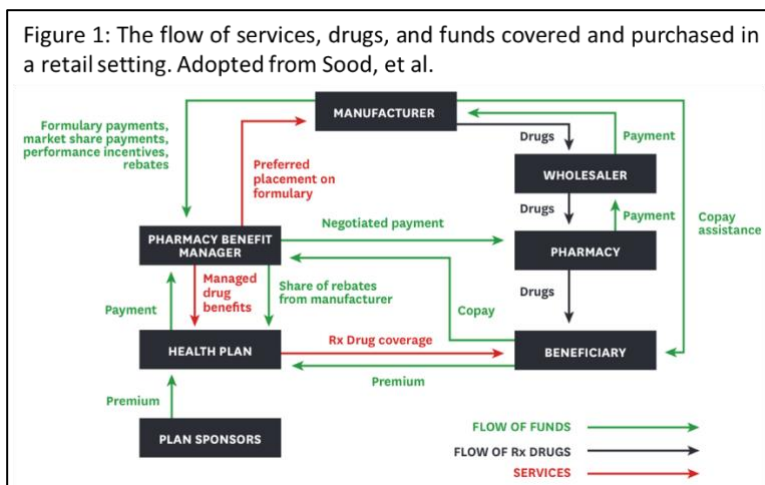 Figure 1: The flow of services, drugs, and funds covered and purchased in
a retail setting. Adopted from Sood, et al.
MANUFACTURER
Formulary payments,
market share payments,
performance incentives,
rebates
Preferred
placement on
formulary
Drugs
Payment
WHOLESALER
Drugs
Payment
Copay
assistance
Negotiated payment
PHARMACY BENEFIT
MANAGER
PHARMACY
Managed
drug
benefits
Share of rebates
from manufacturer
Payment
Copay
Drugs
HEALTH PLAN
Rx Drug coverage
BENEFICIARY
Premium
Premium
PLAN SPONSORS
FLOW OF FUNDS
FLOW OF Rx DRUGS
SERVICES